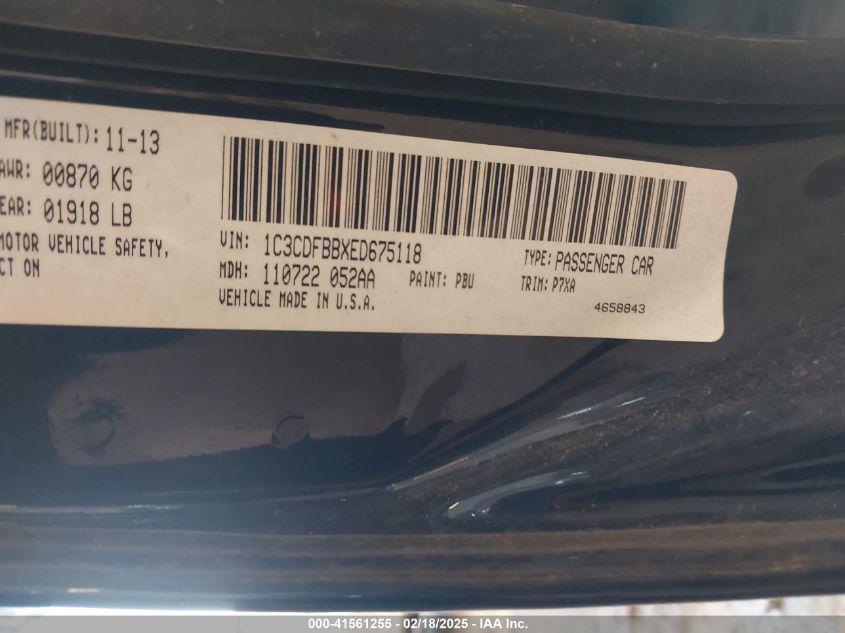 MFR(BUILT): 11-13
AWR: 00870 KG
EAR: 01918 LB
MOTOR VEHICLE SAFETY,
CT ON
VIN: 1C3CDFBBXED675118
TYPE: PASSENGER CAR
MDH: 110722 052AA
PAINT: PBU
TRIM: P7XA
VEHICLE MADE IN U.S.A.
4658843
000-41561255 - 02/18/2025 - IAA Inc.